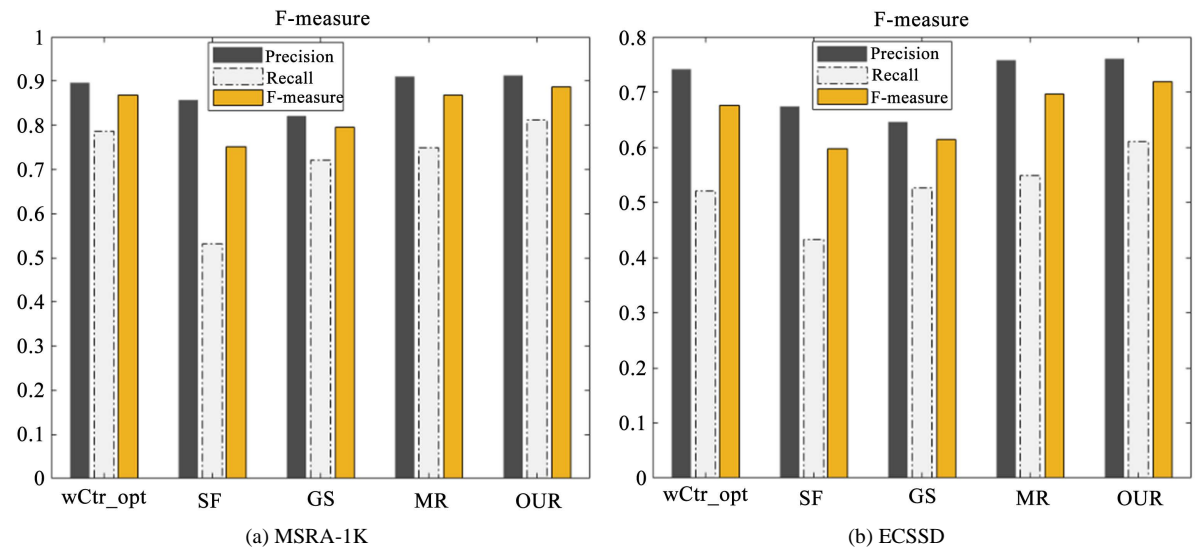 F-measure
1
0.9
0.8
0.7
0.6
0.5
0.4
0.3
0.2
0.1
0
Precision
Recall
F-measure
wCtr_opt SF GS MR OUR
(a) MSRA-1K
F-measure
0.8
0.7
0.6
0.5
0.4
0.3
0.2
0.1
0
Precision
Recall
F-measure
wCtr_opt SF GS MR OUR
(b) ECSSD